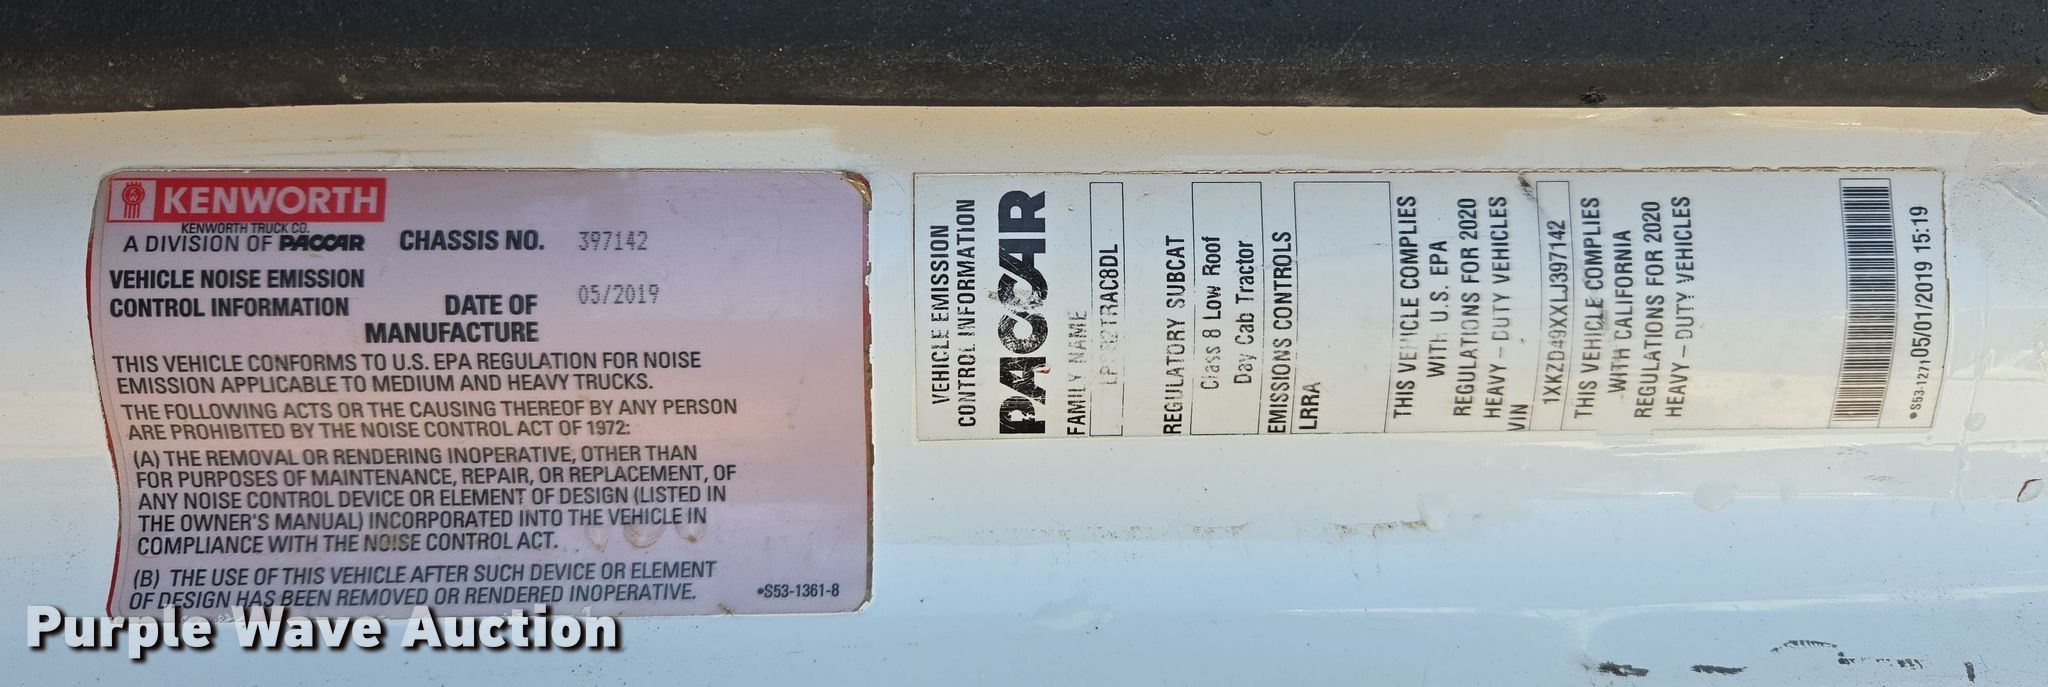 KENWORTH
KENWORTH TRUCK CO.
A DIVISION OF PACCAR
CHASSIS NO. 397142
VEHICLE NOISE EMISSION
CONTROL INFORMATION
DATE OF
MANUFACTURE
05/2019
THIS VEHICLE CONFORMS TO U.S. EPA REGULATION FOR NOISE
EMISSION APPLICABLE TO MEDIUM AND HEAVY TRUCKS.
THE FOLLOWING ACTS OR THE CAUSING THEREOF BY ANY PERSON
ARE PROHIBITED BY THE NOISE CONTROL ACT OF 1972:
(A) THE REMOVAL OR RENDERING INOPERATIVE, OTHER THAN
FOR PURPOSES OF MAINTENANCE, REPAIR, OR REPLACEMENT, OF
ANY NOISE CONTROL DEVICE OR ELEMENT OF DESIGN (LISTED IN
THE OWNER'S MANUAL) INCORPORATED INTO THE VEHICLE IN
COMPLIANCE WITH THE NOISE CONTROL ACT.
(B) THE USE OF THIS VEHICLE AFTER SUCH DEVICE OR ELEMENT
OF DESIGN HAS BEEN REMOVED OR RENDERED INOPERATIVE.
•S53-1361-8
VEHICLE EMISSION
CONTROL INFORMATION
PACCAR
FAMILY NAME
REGULATORY SUBCAT
Class 8 Low Roof
Day Cab Tractor
EMISSIONS CONTROLS
LRRA
THIS VEHICLE COMPLIES
WITH U.S. EPA
REGULATIONS FOR 2020
HEAVY – DUTY VEHICLES
VIN
1XKZD49XXLJ397142
THIS VEHICLE COMPLIES
WITH CALIFORNIA
REGULATIONS FOR 2020
HEAVY – DUTY VEHICLES
•S53-1271 05/01/2019 15:19
Purple Wave Auction